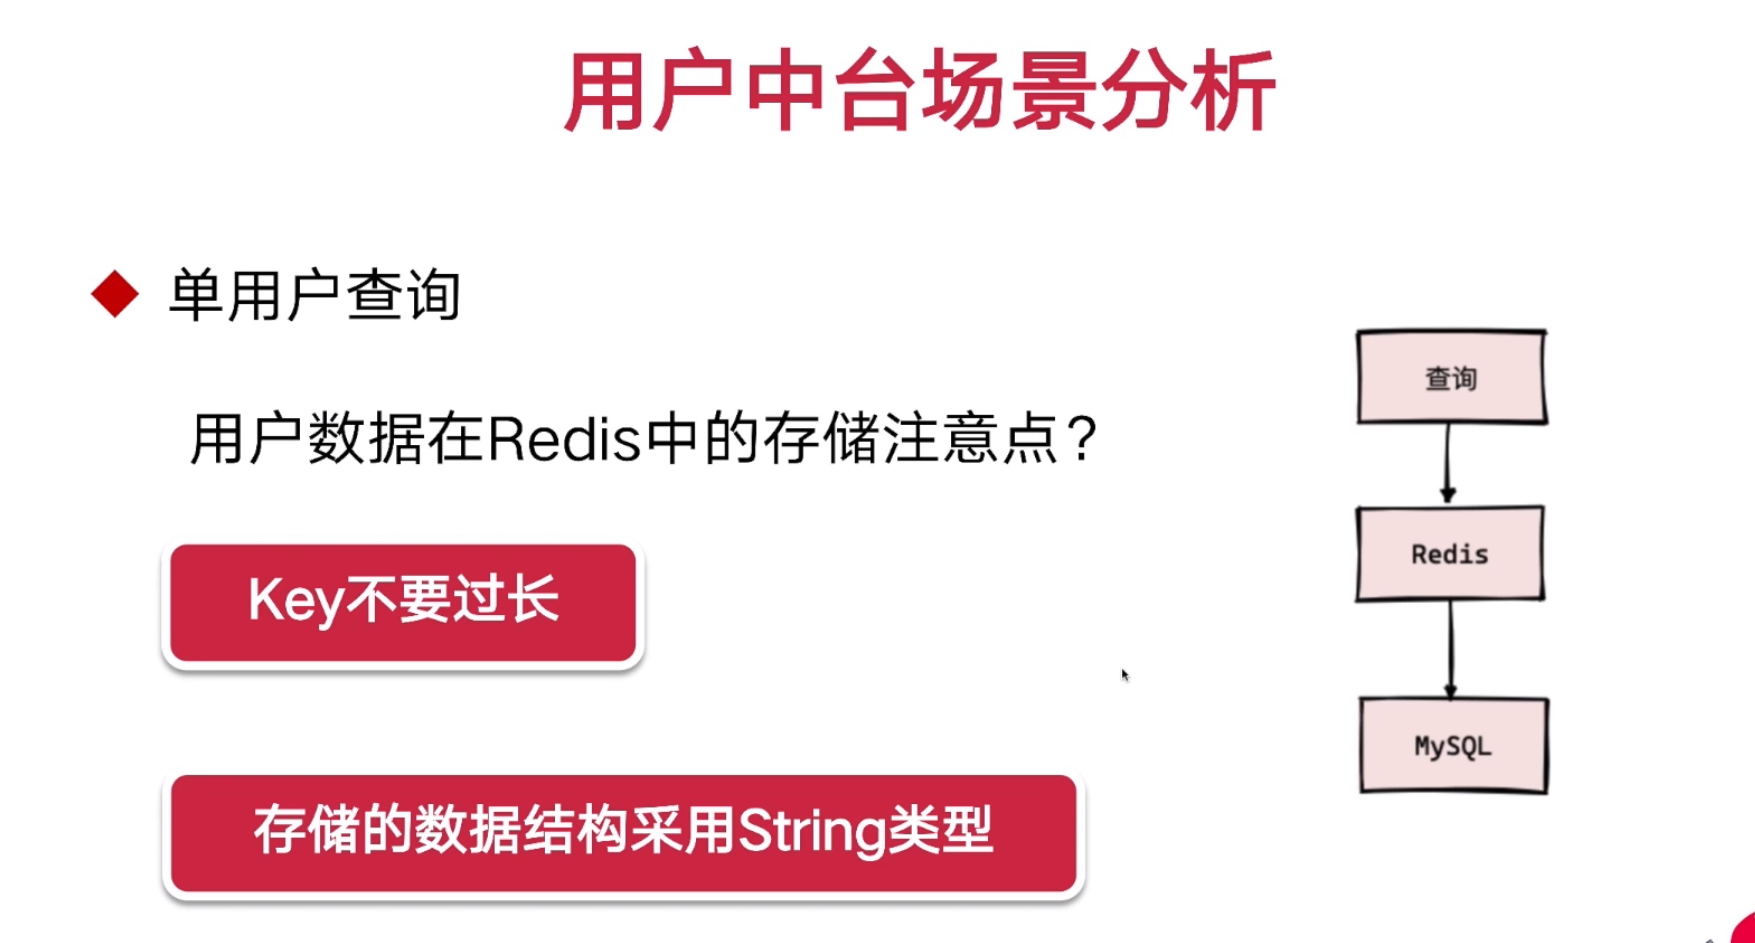 用户中台场景分析
单用户查询
用户数据在Redis中的存储注意点？
Key不要过长
存储的数据结构采用String类型
查询
Redis
MySQL